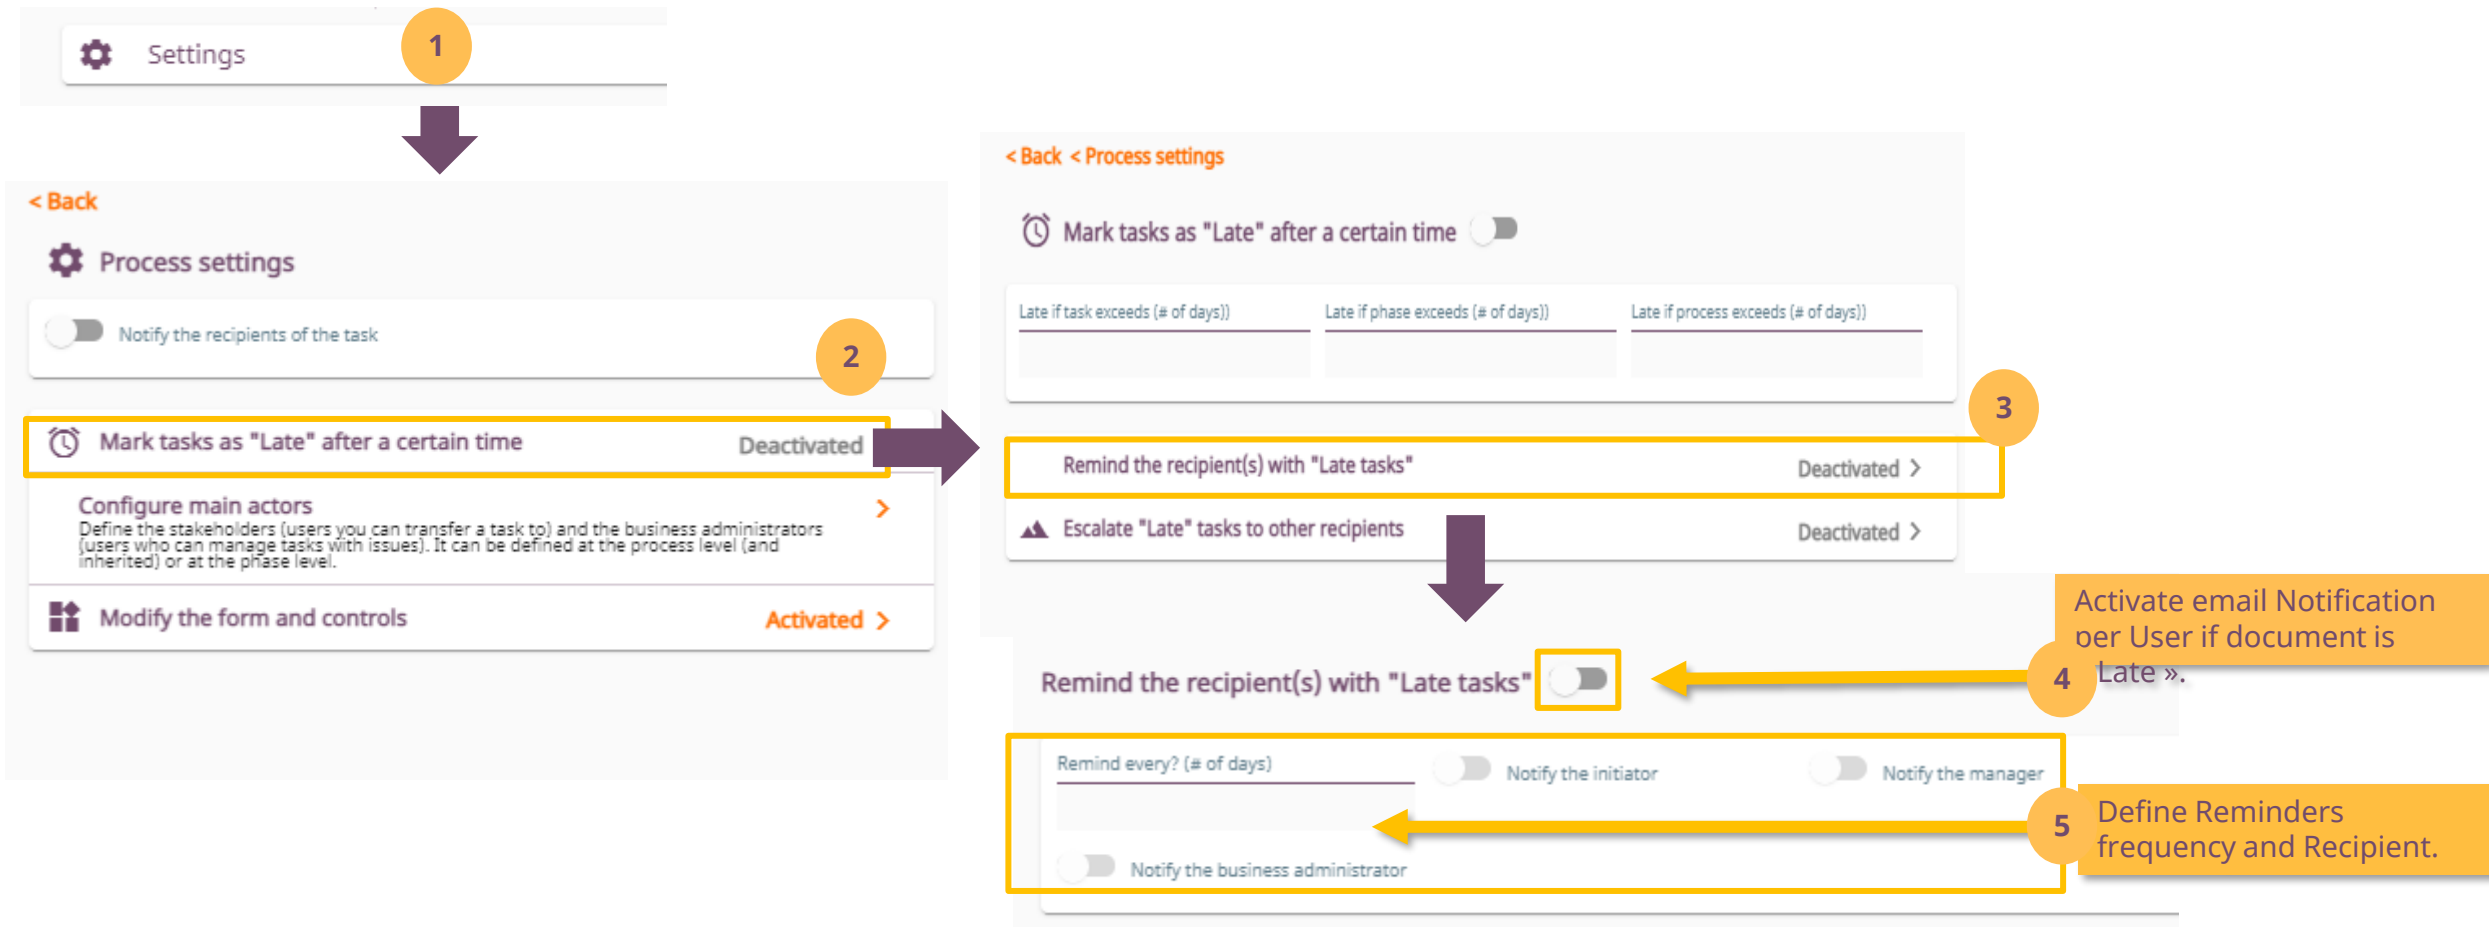 Settings
1
< Back
Process settings
Notify the recipients of the task
2
Mark tasks as "Late" after a certain time
Deactivated
Configure main actors
Define the stakeholders (users you can transfer a task to) and the business administrators
(users who can manage tasks with issues). It can be defined at the process level (and
inherited) or at the phase level.
Modify the form and controls
Activated >
< Back < Process settings
Mark tasks as "Late" after a certain time
Late if task exceeds (# of days))
Late if phase exceeds (# of days))
Late if process exceeds (# of days))
3
Remind the recipient(s) with "Late tasks"
Deactivated >
Escalate "Late" tasks to other recipients
Deactivated >
Activate email Notification
per User if document is
Late ».
4
Remind the recipient(s) with "Late tasks"
Remind every? (# of days)
Notify the initiator
Notify the manager
Notify the business administrator
5
Define Reminders
frequency and Recipient.